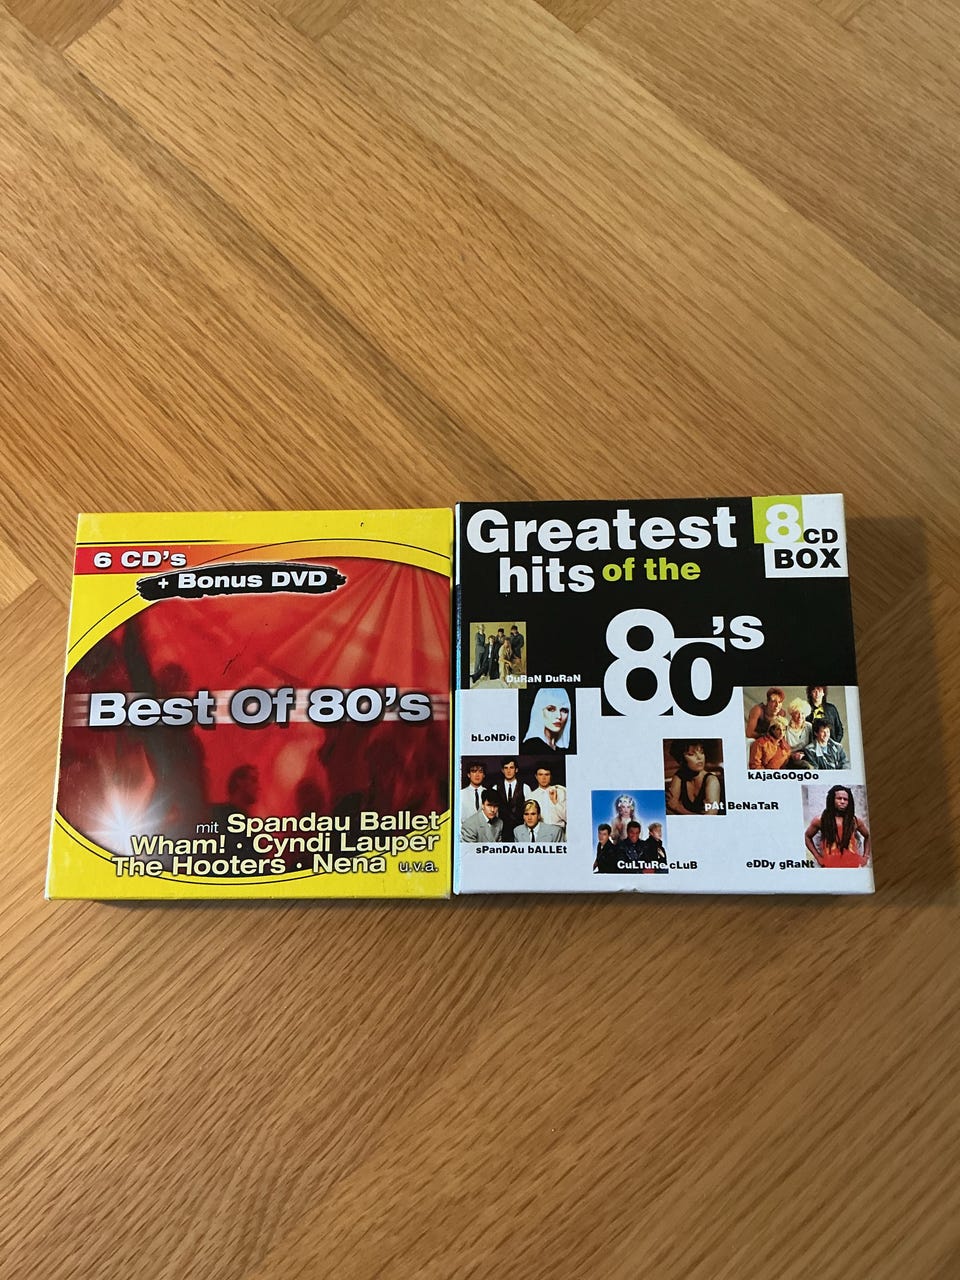 6 CD's
+ Bonus DVD
Best Of 80's
mit Spandau Ballet
Wham! · Cyndi Lauper
The Hooters · Nena u.v.a.
Greatest
hits of the
80's
8 CD
BOX
DuRaN DuRaN
bLoNDie
kAjaGoOgOo
pAt BeNaTaR
sPaNDAu bALLEt
CuLTuRe cLuB
eDDy gRaNt